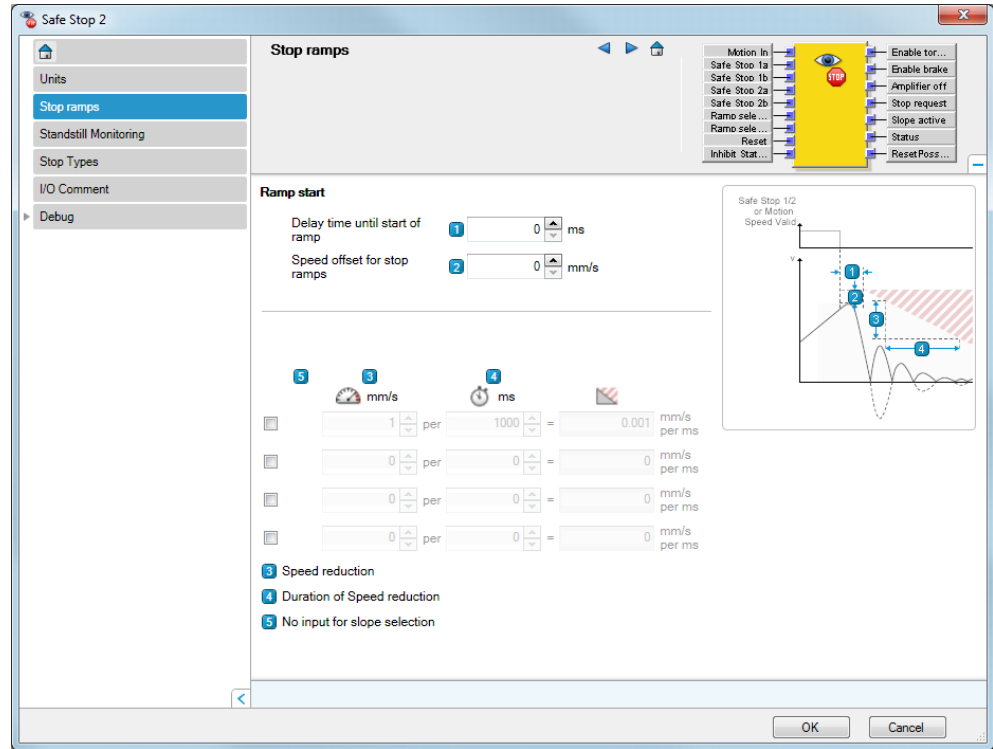 Safe Stop 2
Units
Stop ramps
Standstill Monitoring
Stop Types
I/O Comment
Debug
Stop ramps
Motion In
Safe Stop 1a
Safe Stop 1b
Safe Stop 2a
Safe Stop 2b
Ramp sele...
Ramp sele...
Reset
Inhibit Stat...
STOP
Enable tor...
Enable brake
Amplifier off
Stop request
Slope active
Status
ResetPoss...
Ramp start
Delay time until start of
ramp
1
0
ms
Speed offset for stop
ramps
2
0
mm/s
5
3
mm/s
4
ms
1 per 1000 = 0.001 mm/s
per ms
0 per 0 = 0 mm/s
per ms
0 per 0 = 0 mm/s
per ms
0 per 0 = 0 mm/s
per ms
3 Speed reduction
4 Duration of Speed reduction
5 No input for slope selection
Safe Stop 1/2
or Motion
Speed Valid
v
1
2
3
4
OK
Cancel